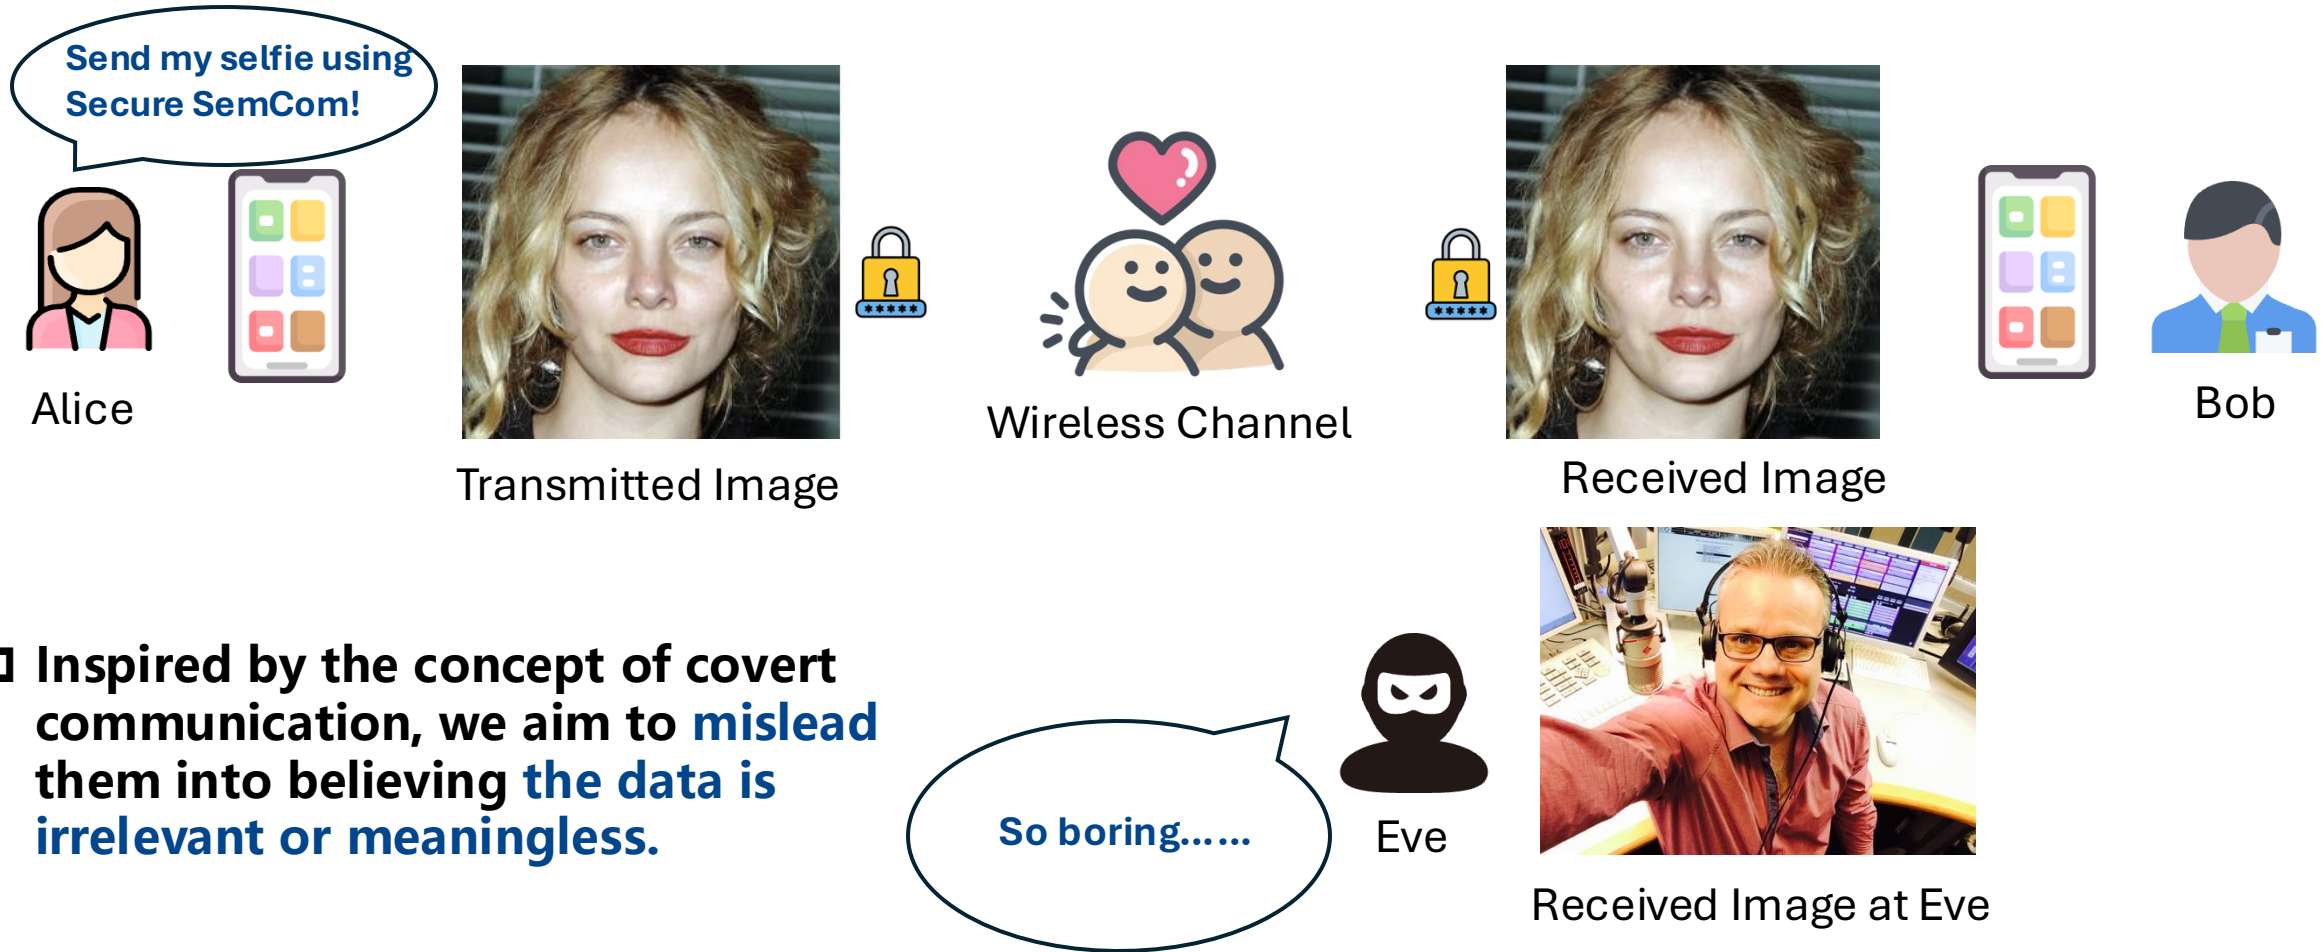 Send my selfie using
Secure SemCom!
Alice
Transmitted Image
*****
Wireless Channel
*****
Received Image
Bob
Inspired by the concept of covert
communication, we aim to mislead
them into believing the data is
irrelevant or meaningless.
So boring......
Eve
Received Image at Eve